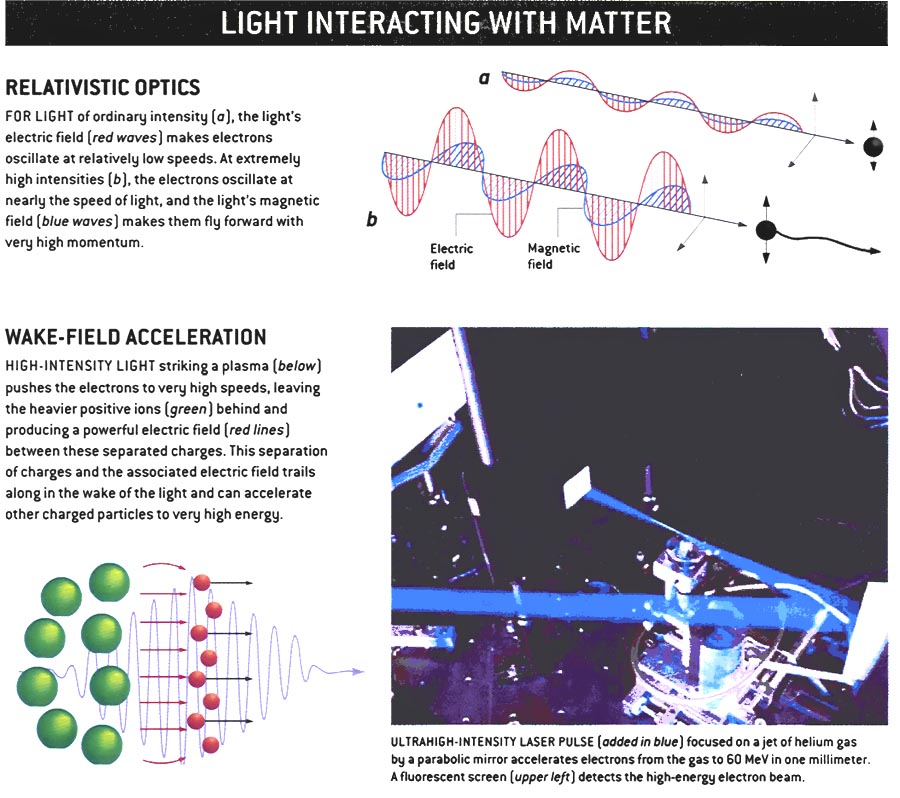 LIGHT INTERACTING WITH MATTER
RELATIVISTIC OPTICS
FOR LIGHT of ordinary intensity (a), the light's
electric field (red waves) makes electrons
oscillate at relatively low speeds. At extremely
high intensities (b), the electrons oscillate at
nearly the speed of light, and the light's magnetic
field (blue waves) makes them fly forward with
very high momentum.
a
b
Electric
field
Magnetic
field
WAKE-FIELD ACCELERATION
HIGH-INTENSITY LIGHT striking a plasma (below)
pushes the electrons to very high speeds, leaving
the heavier positive ions (green) behind and
producing a powerful electric field (red lines)
between these separated charges. This separation
of charges and the associated electric field trails
along in the wake of the light and can accelerate
other charged particles to very high energy.
ULTRAHIGH-INTENSITY LASER PULSE (added in blue) focused on a jet of helium gas
by a parabolic mirror accelerates electrons from the gas to 60 MeV in one millimeter.
A fluorescent screen (upper left) detects the high-energy electron beam.